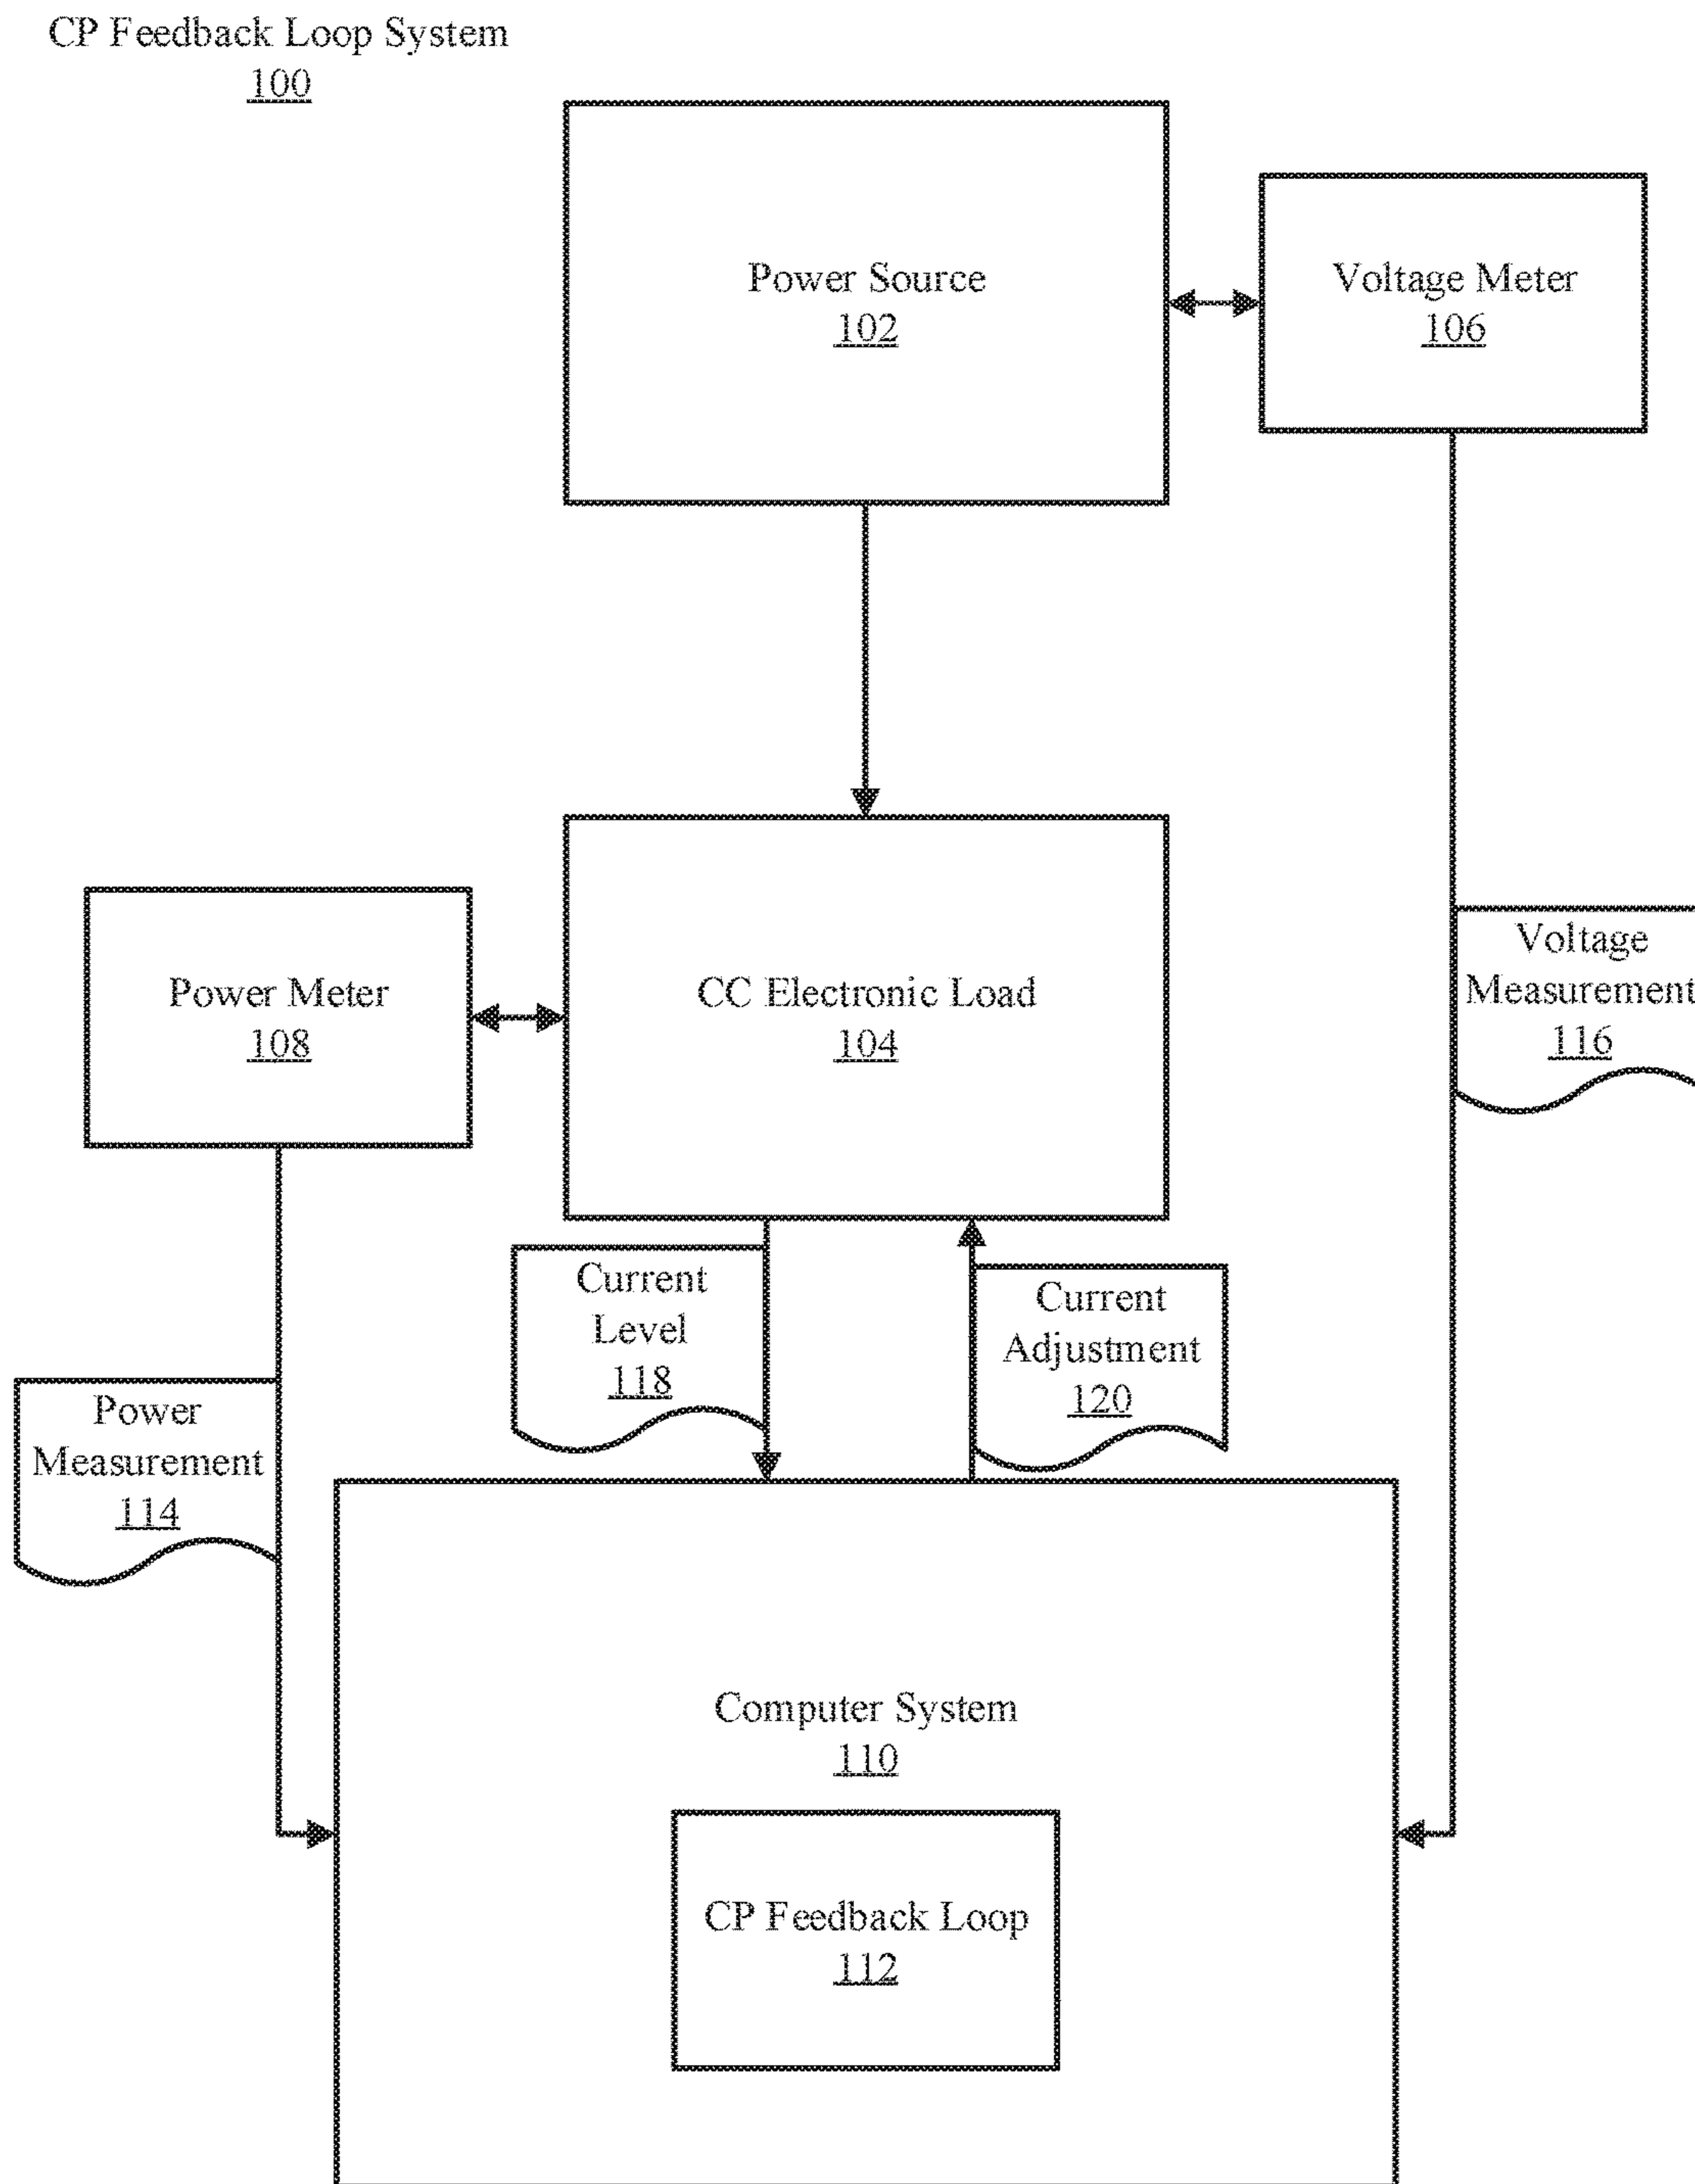 CP Feedback Loop System
100
Power Source
102
Voltage Meter
106
Power Meter
108
CC Electronic Load
104
Voltage
Measurement
116
Current
Level
118
Current
Adjustment
120
Power
Measurement
114
Computer System
110
CP Feedback Loop
112